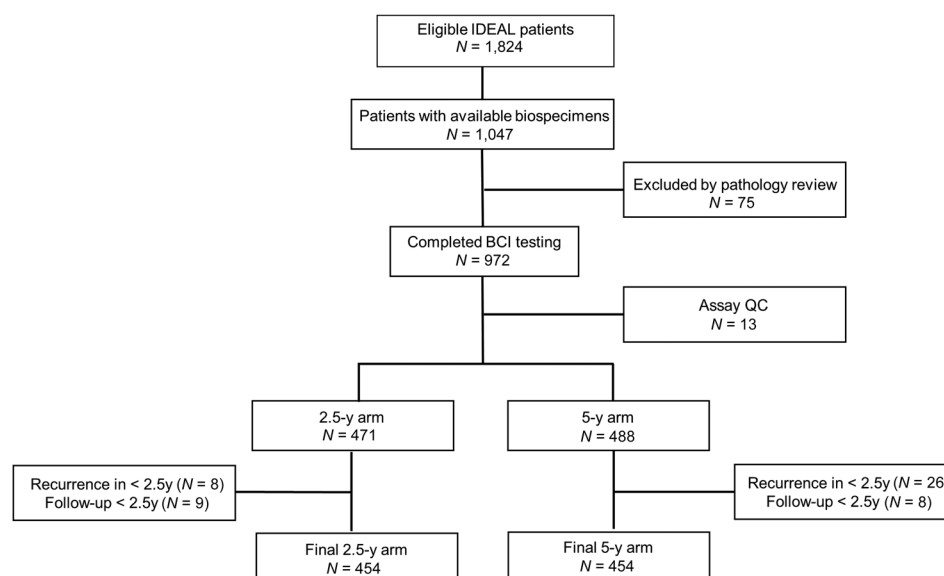 Eligible IDEAL patients
N = 1,824
Patients with available biospecimens
N = 1,047
Excluded by pathology review
N = 75
Completed BCI testing
N = 972
Assay QC
N = 13
2.5-y arm
N = 471
5-y arm
N = 488
Recurrence in < 2.5y (N = 8)
Follow-up < 2.5y (N = 9)
Recurrence in < 2.5y (N = 26
Follow-up < 2.5y (N = 8)
Final 2.5-y arm
N = 454
Final 5-y arm
N = 454